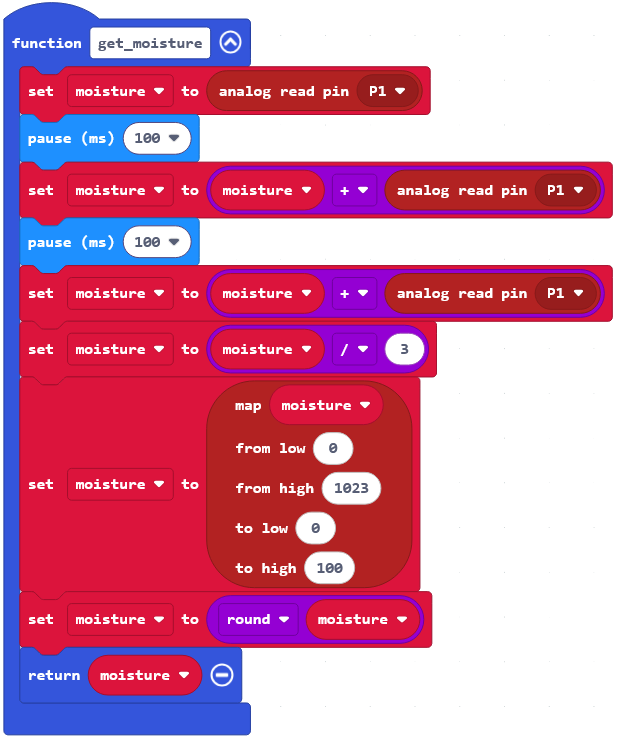 function get_moisture
set moisture to analog read pin P1
pause (ms) 100
set moisture to moisture + analog read pin P1
pause (ms) 100
set moisture to moisture + analog read pin P1
set moisture to moisture / 3
map moisture
from low 0
set moisture to from high 1023
to low 0
to high 100
set moisture to round moisture
return moisture